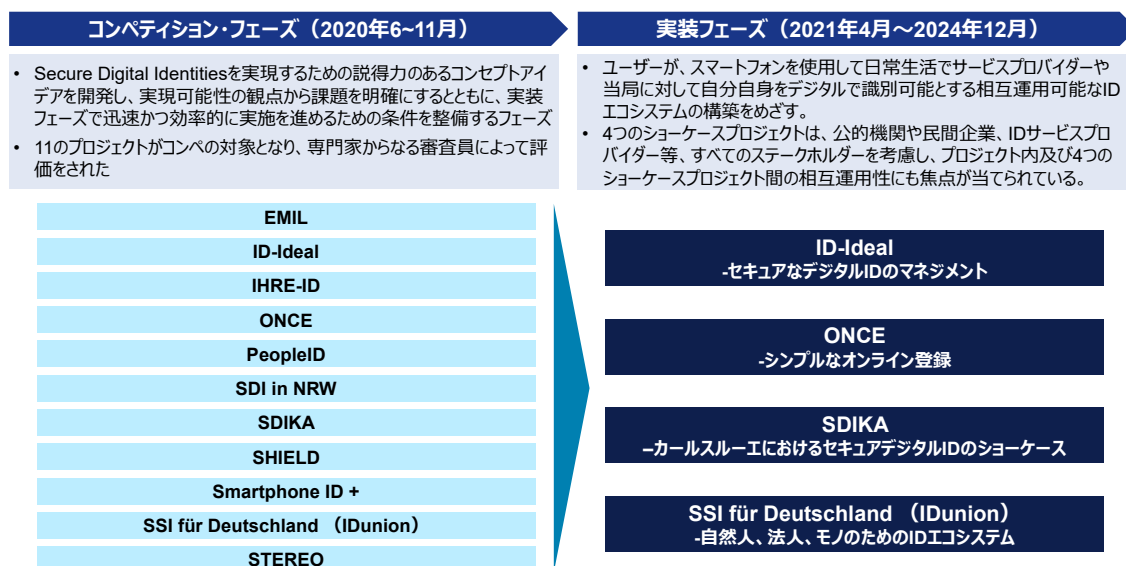 コンペティション・フェーズ（2020年6~11月）
• Secure Digital Identitiesを実現するための説得力のあるコンセプトアイ
デアを開発し、実現可能性の観点から課題を明確にするとともに、実装
フェーズで迅速かつ効率的に実施を進めるための条件を整備するフェーズ
• 11のプロジェクトがコンペの対象となり、専門家からなる審査員によって評
価をされた
EMIL
ID-Ideal
IHRE-ID
ONCE
PeopleID
SDI in NRW
SDIKA
SHIELD
Smartphone ID +
SSI für Deutschland （IDunion）
STEREO
実装フェーズ（2021年4月～2024年12月）
• ユーザーが、スマートフォンを使用して日常生活でサービスプロバイダーや
当局に対して自分自身をデジタルで識別可能とする相互運用可能なID
エコシステムの構築をめざす。
• 4つのショーケースプロジェクトは、公的機関や民間企業、IDサービスプロ
バイダー等、すべてのステークホルダーを考慮し、プロジェクト内及び4つの
ショーケースプロジェクト間の相互運用性にも焦点が当てられている。
ID-Ideal
-セキュアなデジタルIDのマネジメント
ONCE
-シンプルなオンライン登録
SDIKA
–カールスルーエにおけるセキュアデジタルIDのショーケース
SSI für Deutschland （IDunion）
-自然人、法人、モノのためのIDエコシステム